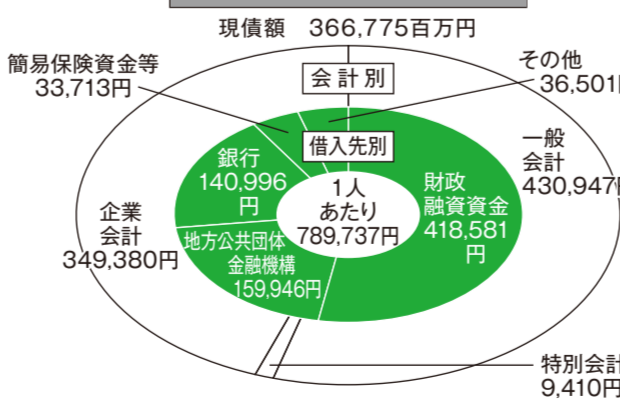 現債額 366,775百万円
簡易保険資金等
33,713円
会計別
その他
36,501円
借入先別
一般
会計
430,947円
銀行
140,996
円
1人
あたり
789,737円
財政
融資資金
418,581
円
企業
会計
349,380円
地方公共団体
金融機構
159,946円
特別会計
9,410円